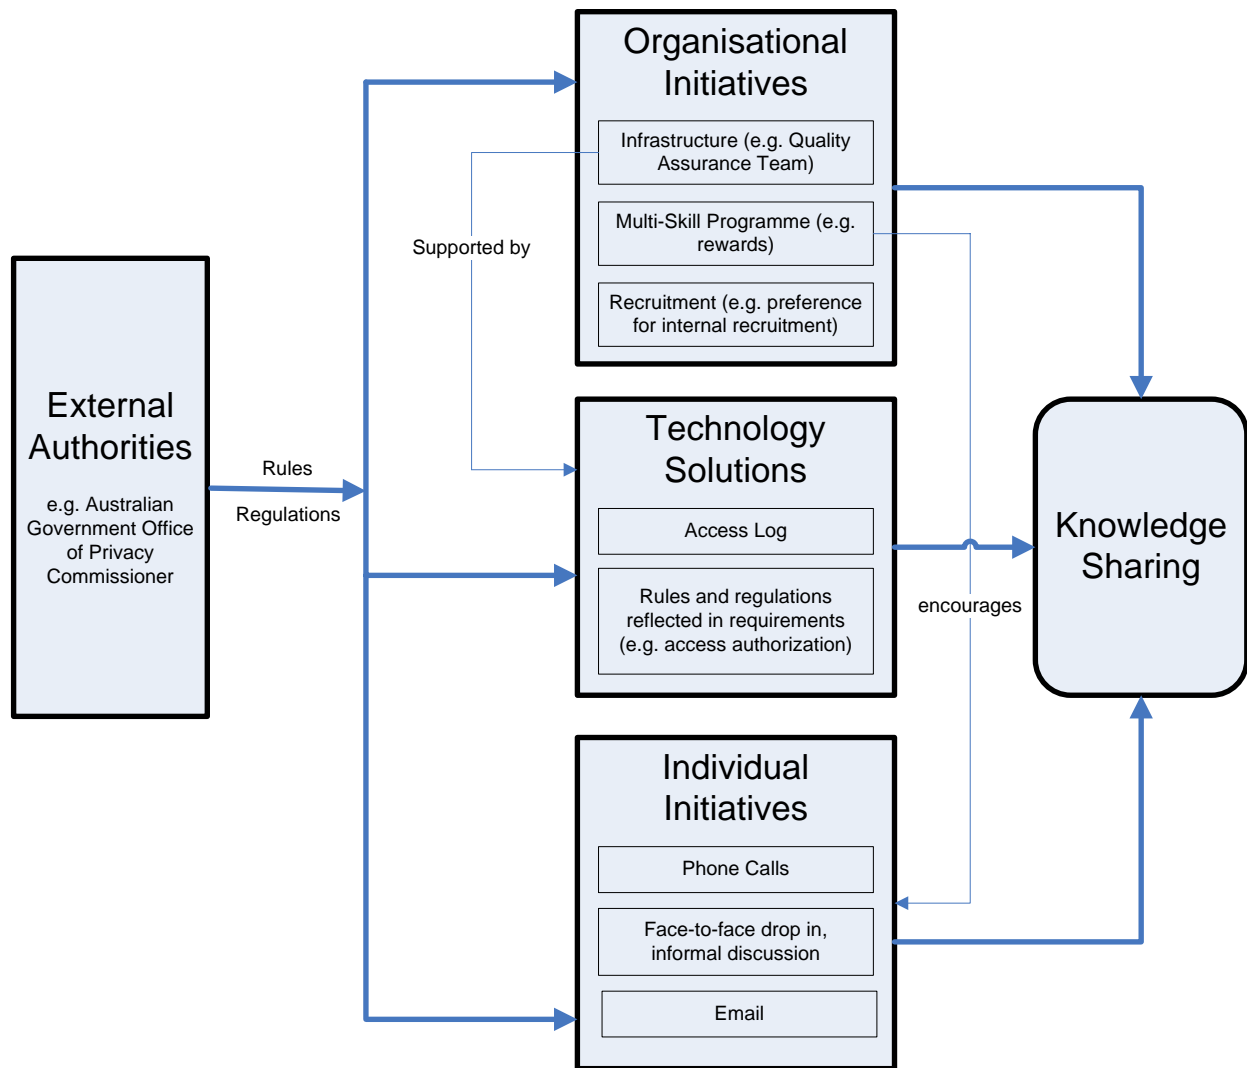 External
Authorities
e.g. Australian
Government Office
of Privacy
Commissioner
Rules
Regulations
Supported by
Organisational
Initiatives
Infrastructure (e.g. Quality
Assurance Team)
Multi-Skill Programme (e.g.
rewards)
Recruitment (e.g. preference
for internal recruitment)
Technology
Solutions
Access Log
Rules and regulations
reflected in requirements
(e.g. access authorization)
Individual
Initiatives
Phone Calls
Face-to-face drop in,
informal discussion
Email
encourages
Knowledge
Sharing